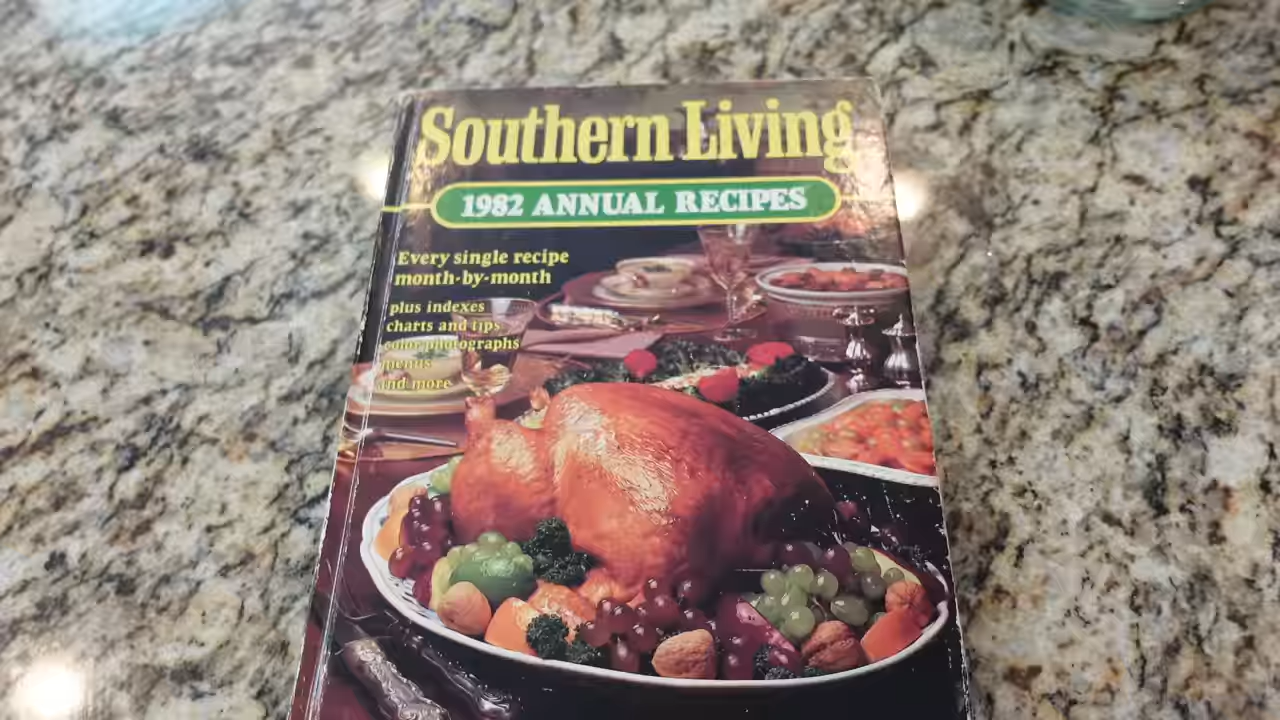 Southern Living
1982 ANNUAL RECIPES
Every single recipe
month-by-month
plus indexes
charts and tips
color photographs
menus
and more